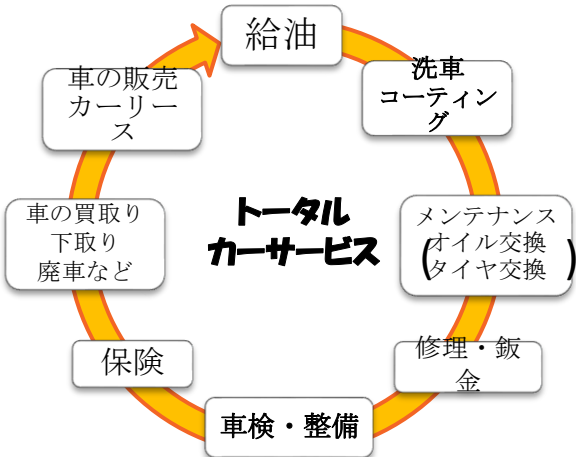 給油
洗車
コーティン
グ
メンテナンス
(オイル交換
タイヤ交換)
修理・鈑
金
車検・整備
保険
車の買取り
下取り
廃車など
車の販売
カーリー
ス
トータル
カーサービス